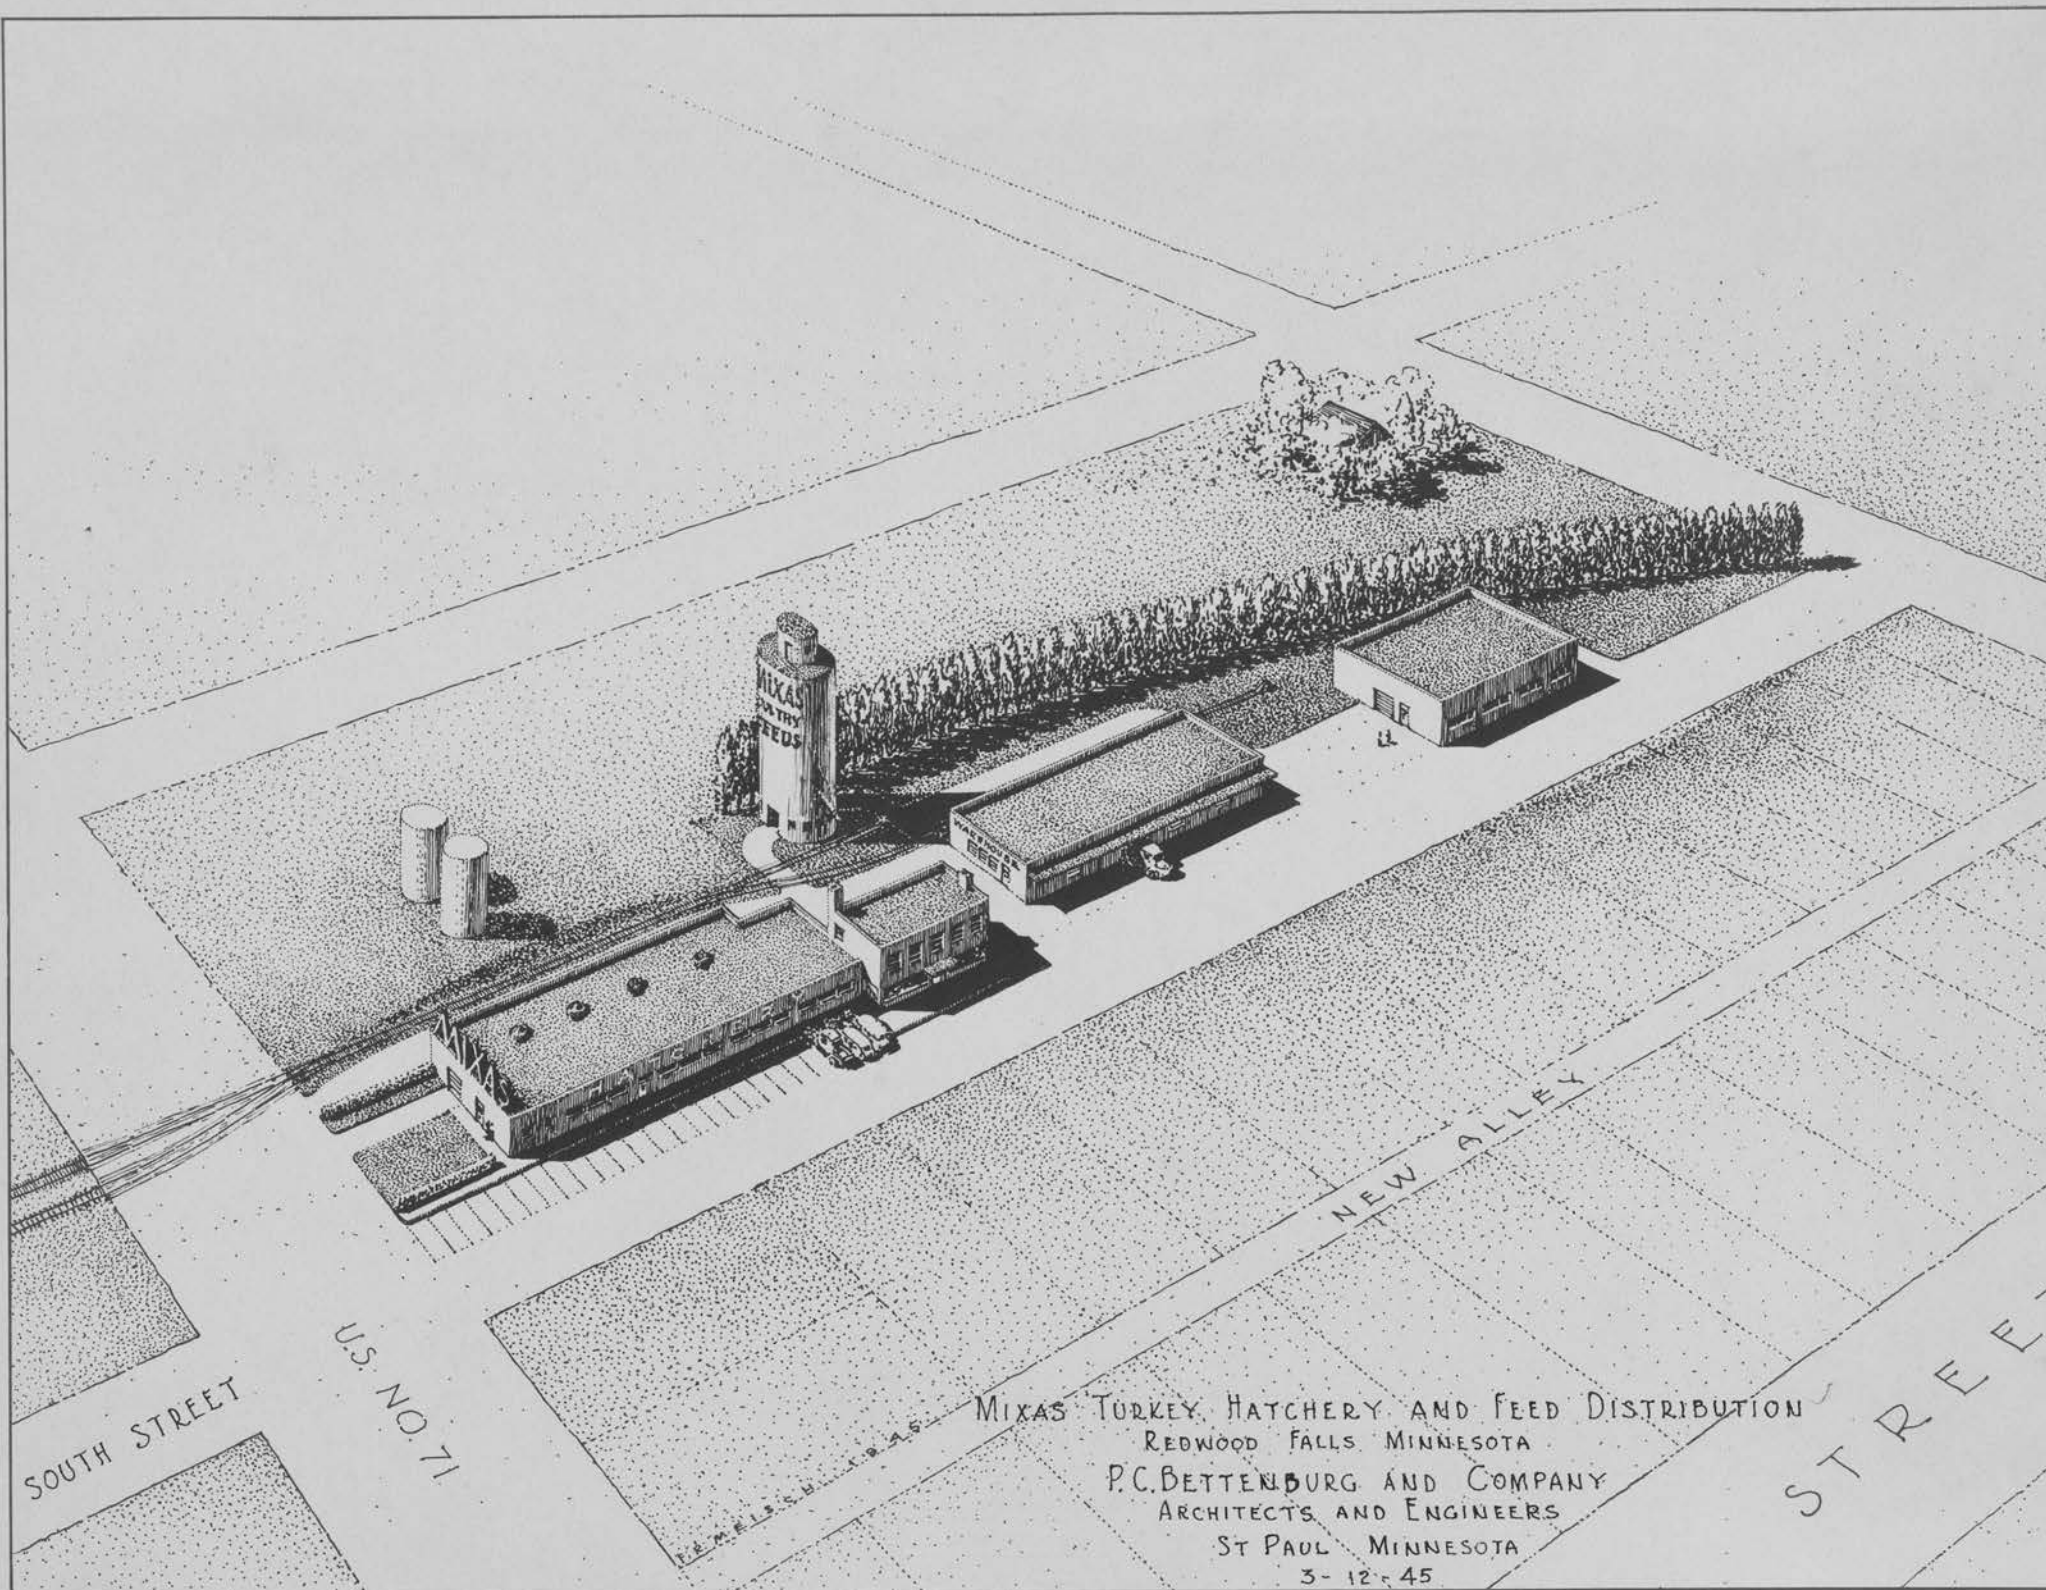 MIXAS
FEEDS
MIXAS
HATCHERY
NEW ALLEY
SOUTH STREET
U.S. NO. 71
MIXAS TURKEY HATCHERY AND FEED DISTRIBUTION
REDWOOD FALLS MINNESOTA
P.C. BETTENBURG AND COMPANY
ARCHITECTS AND ENGINEERS
ST PAUL MINNESOTA
3-12-45
STREE